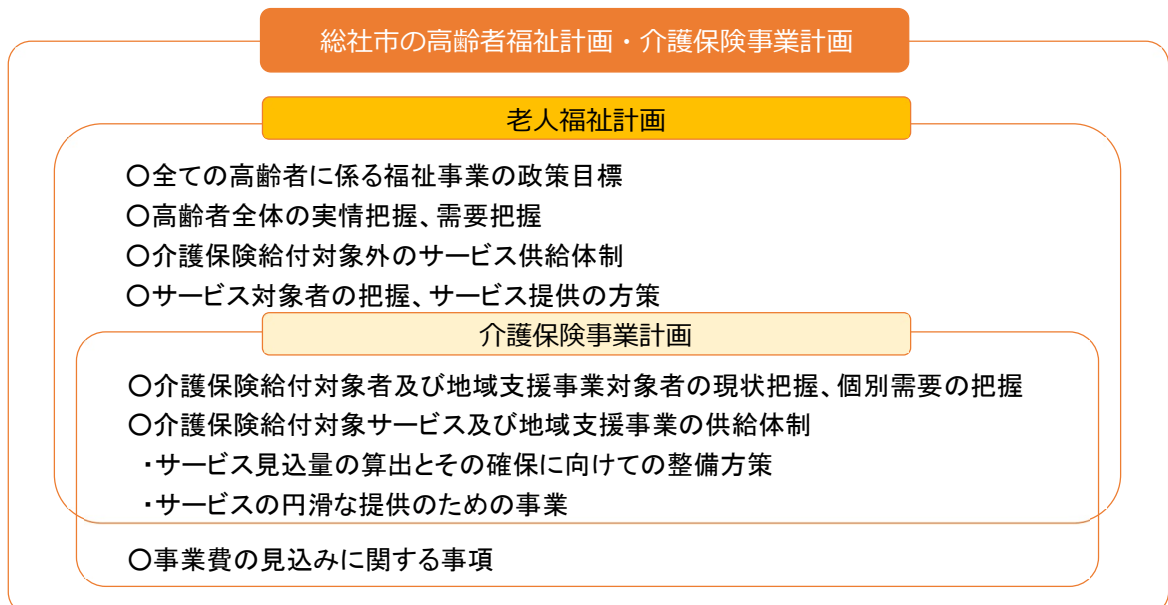 総社市の高齢者福祉計画・介護保険事業計画
老人福祉計画
〇全ての高齢者に係る福祉事業の政策目標
〇高齢者全体の実情把握、需要把握
〇介護保険給付対象外のサービス供給体制
〇サービス対象者の把握、サービス提供の方策
介護保険事業計画
〇介護保険給付対象者及び地域支援事業対象者の現状把握、個別需要の把握
〇介護保険給付対象サービス及び地域支援事業の供給体制
・サービス見込量の算出とその確保に向けての整備方策
・サービスの円滑な提供のための事業
〇事業費の見込みに関する事項